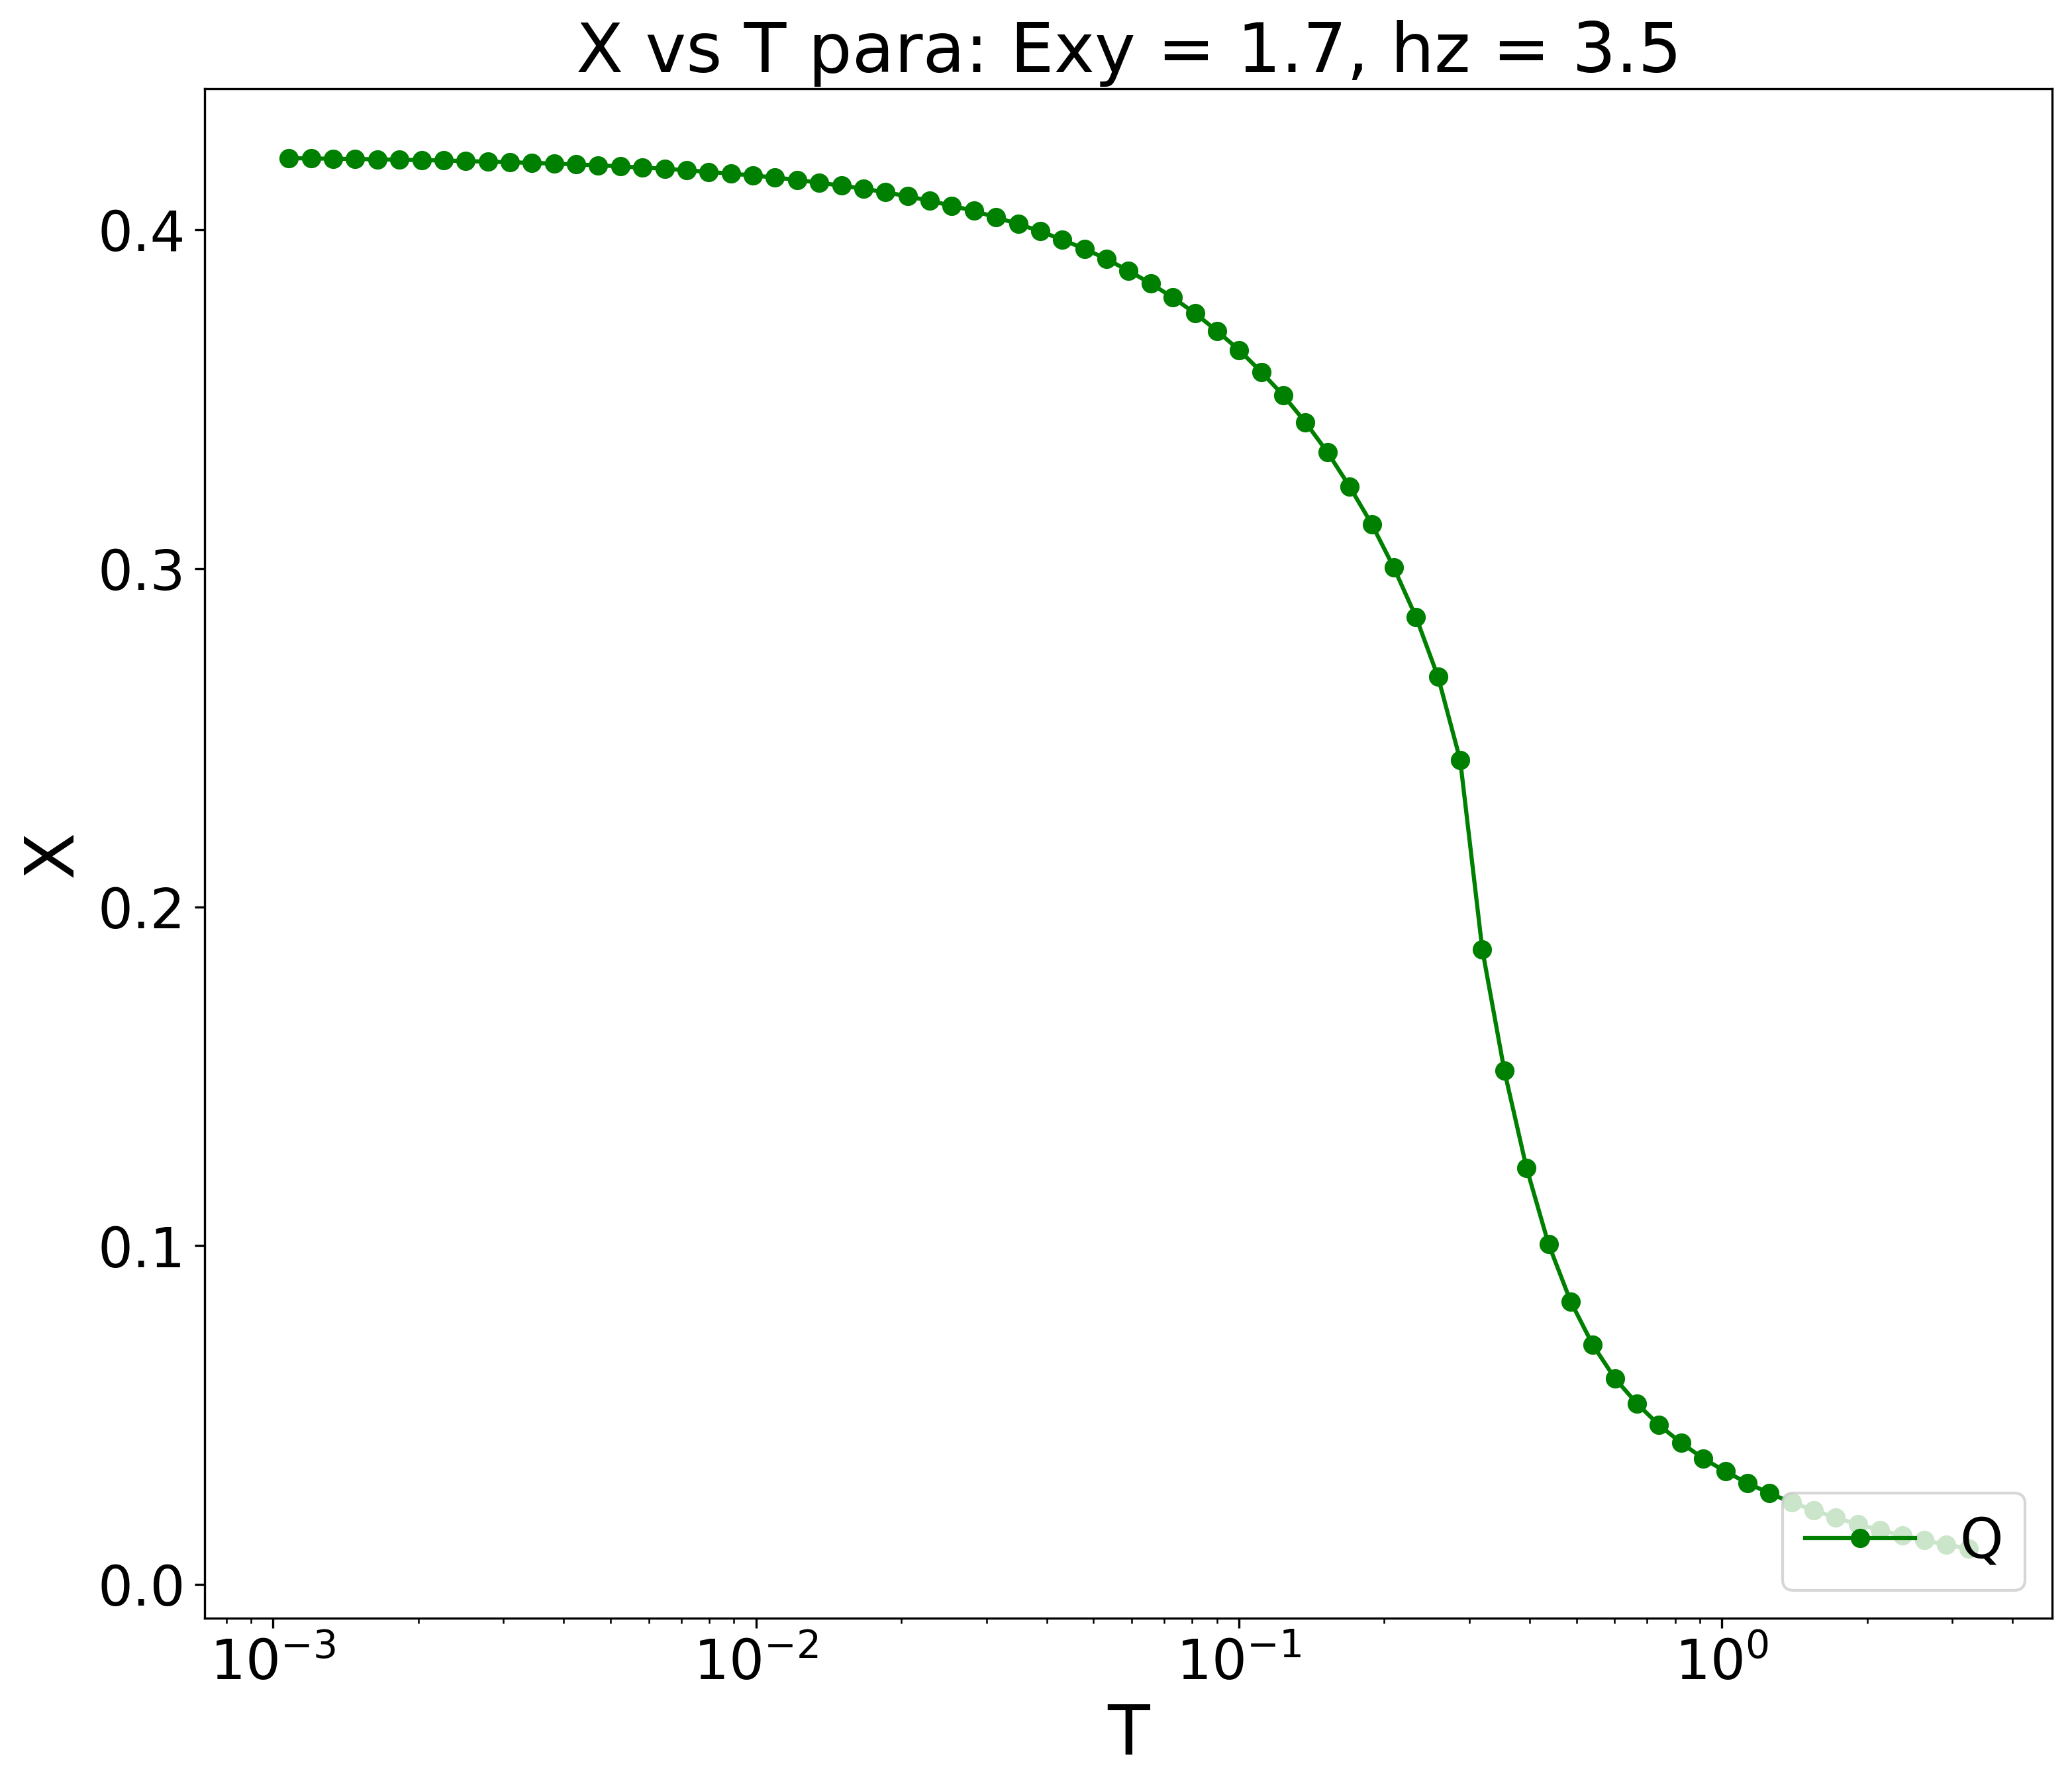 X vs T para: Exy = 1.7, hz = 3.5
X
0.4
0.3
0.2
0.1
0.0
10⁻³ 10⁻² 10⁻¹ 10⁰
T
Q